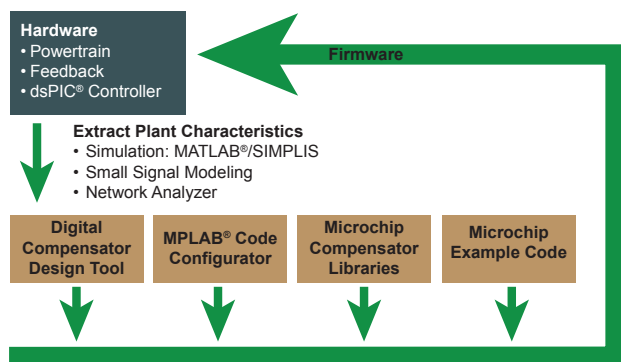 Hardware
• Powertrain
• Feedback
• dsPIC® Controller
Firmware
Extract Plant Characteristics
• Simulation: MATLAB®/SIMPLIS
• Small Signal Modeling
• Network Analyzer
Digital
Compensator
Design Tool
MPLAB® Code
Configurator
Microchip
Compensator
Libraries
Microchip
Example Code